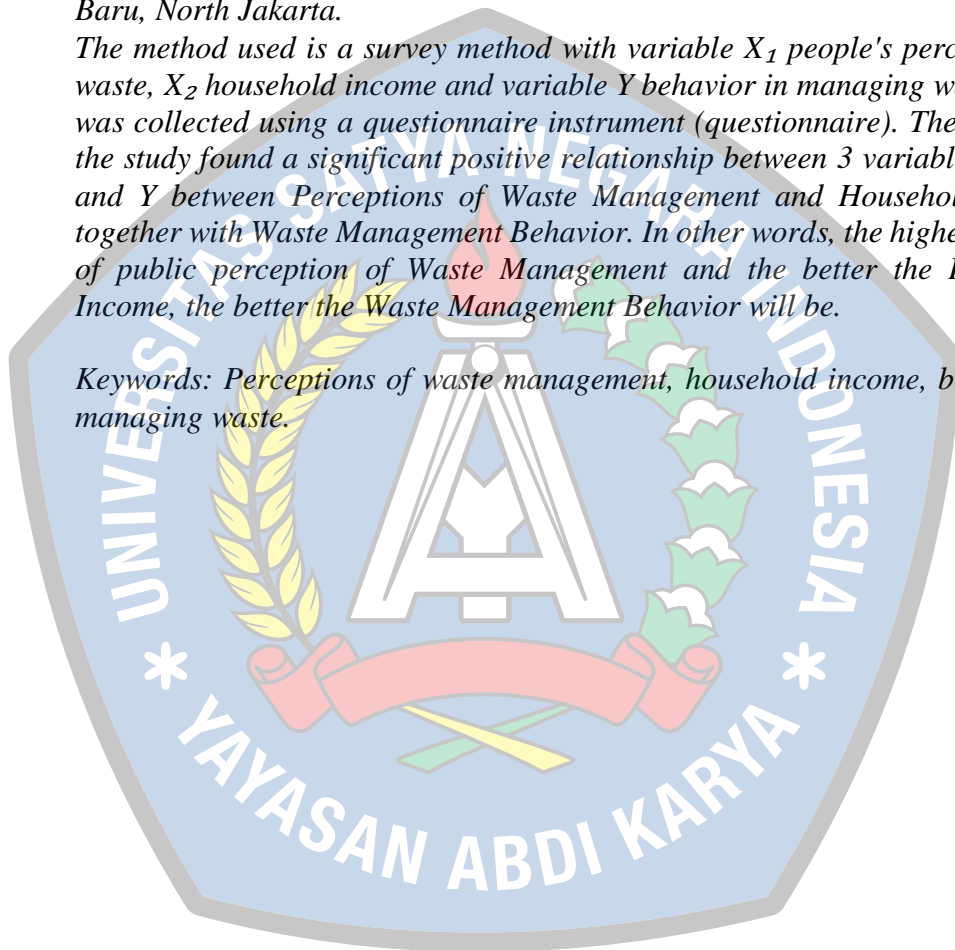 Baru, North Jakarta.
The method used is a survey method with variable X₁ people's perc
waste, X₂ household income and variable Y behavior in managing w
was collected using a questionnaire instrument (questionnaire). The
the study found a significant positive relationship between 3 variabl
and Y between Perceptions of Waste Management and Househol
together with Waste Management Behavior. In other words, the highe
of public perception of Waste Management and the better the
Income, the better the Waste Management Behavior will be.
Keywords: Perceptions of waste management, household income, b
managing waste.
UNIVERSITAS SATYA NEGARA INDONESIA
* YAYASAN ABDI KARYA *